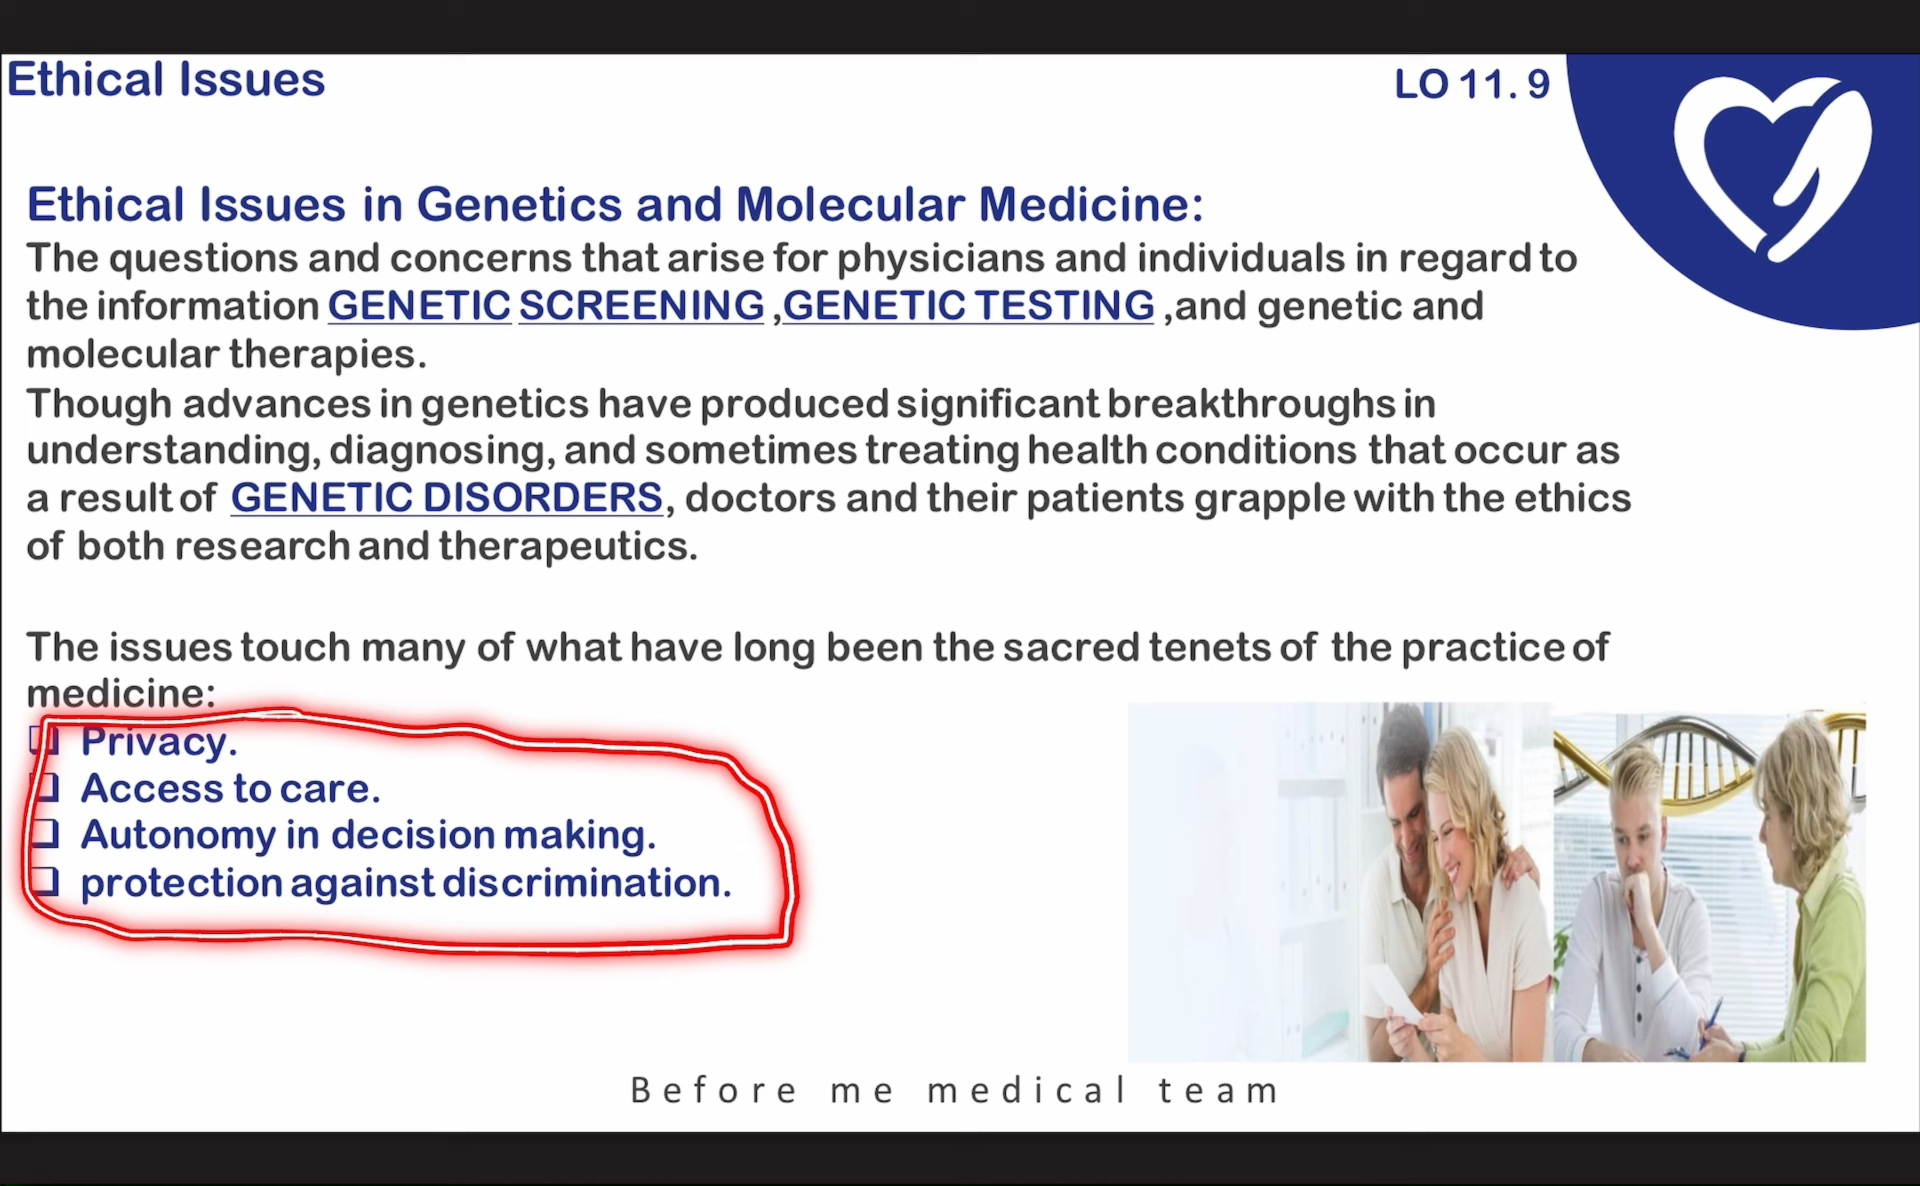 Ethical Issues
LO 11. 9
Ethical Issues in Genetics and Molecular Medicine:
The questions and concerns that arise for physicians and individuals in regard to
the information GENETIC SCREENING ,GENETIC TESTING ,and genetic and
molecular therapies.
Though advances in genetics have produced significant breakthroughs in
understanding, diagnosing, and sometimes treating health conditions that occur as
a result of GENETIC DISORDERS, doctors and their patients grapple with the ethics
of both research and therapeutics.
The issues touch many of what have long been the sacred tenets of the practice of
medicine:
❑ Privacy.
❑ Access to care.
❑ Autonomy in decision making.
❑ protection against discrimination.
Before me medical team